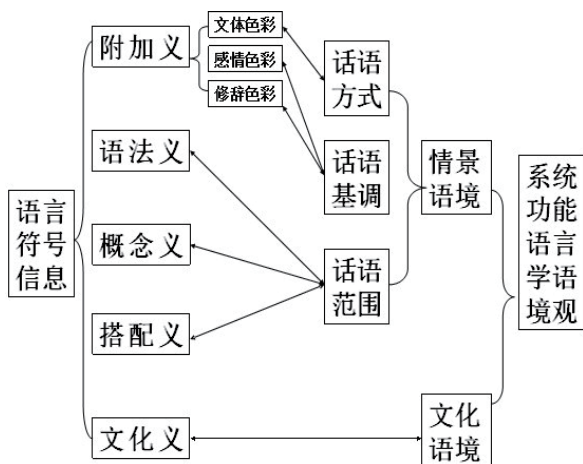 语言
符号
信息
附加义
文体色彩
感情色彩
修辞色彩
语法义
概念义
搭配义
文化义
话语
方式
话语
基调
话语
范围
情景
语境
文化
语境
系统
功能
语言
学语
境观